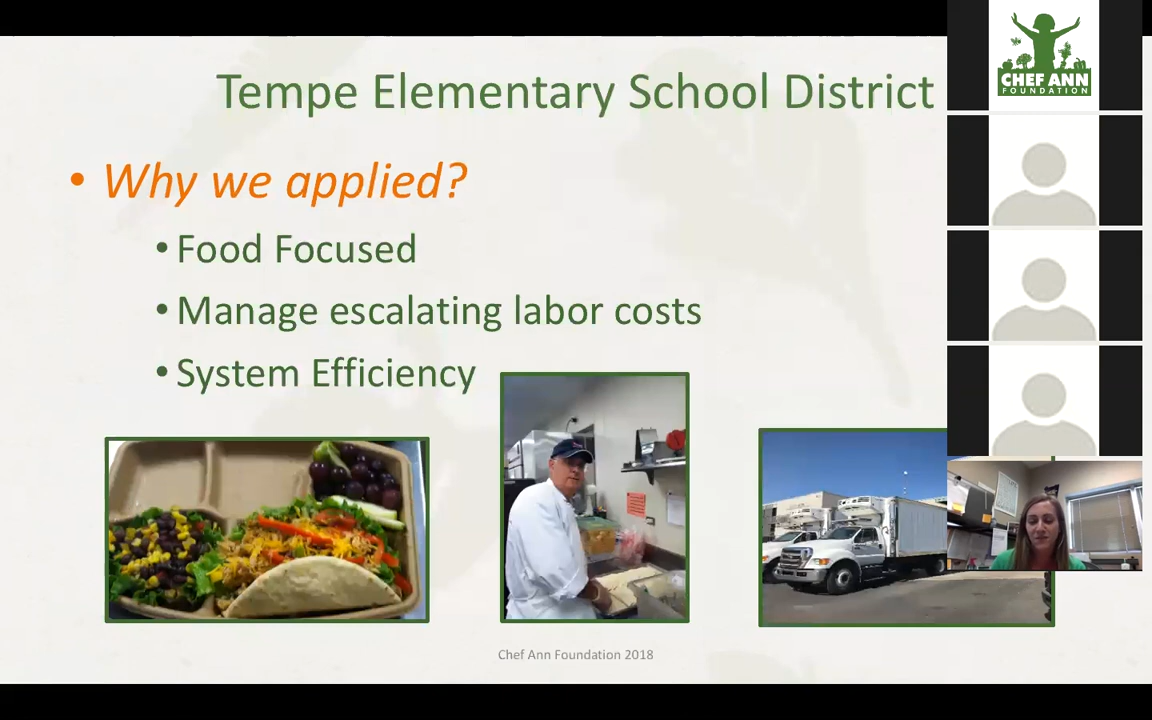 Tempe Elementary School District
• Why we applied?
• Food Focused
• Manage escalating labor costs
• System Efficiency
Chef Ann Foundation 2018
CHEF ANN
FOUNDATION